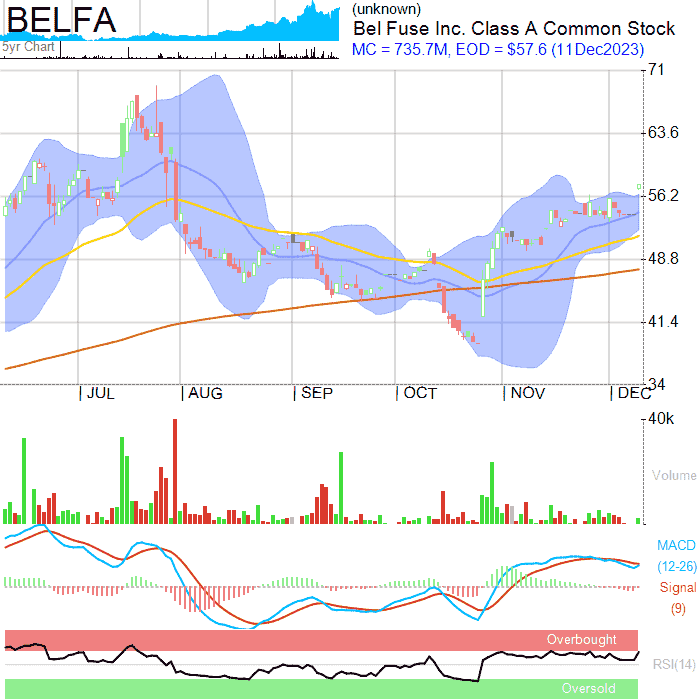 BELFA
5yr Chart
(unknown)
Bel Fuse Inc. Class A Common Stock
MC = 735.7M, EOD = $57.6 (11Dec2023)
71
63.6
56.2
48.8
41.4
34
JUL AUG SEP OCT NOV DEC
40k
Volume
MACD
(12-26)
Signal
(9)
Overbought
RSI(14)
Oversold